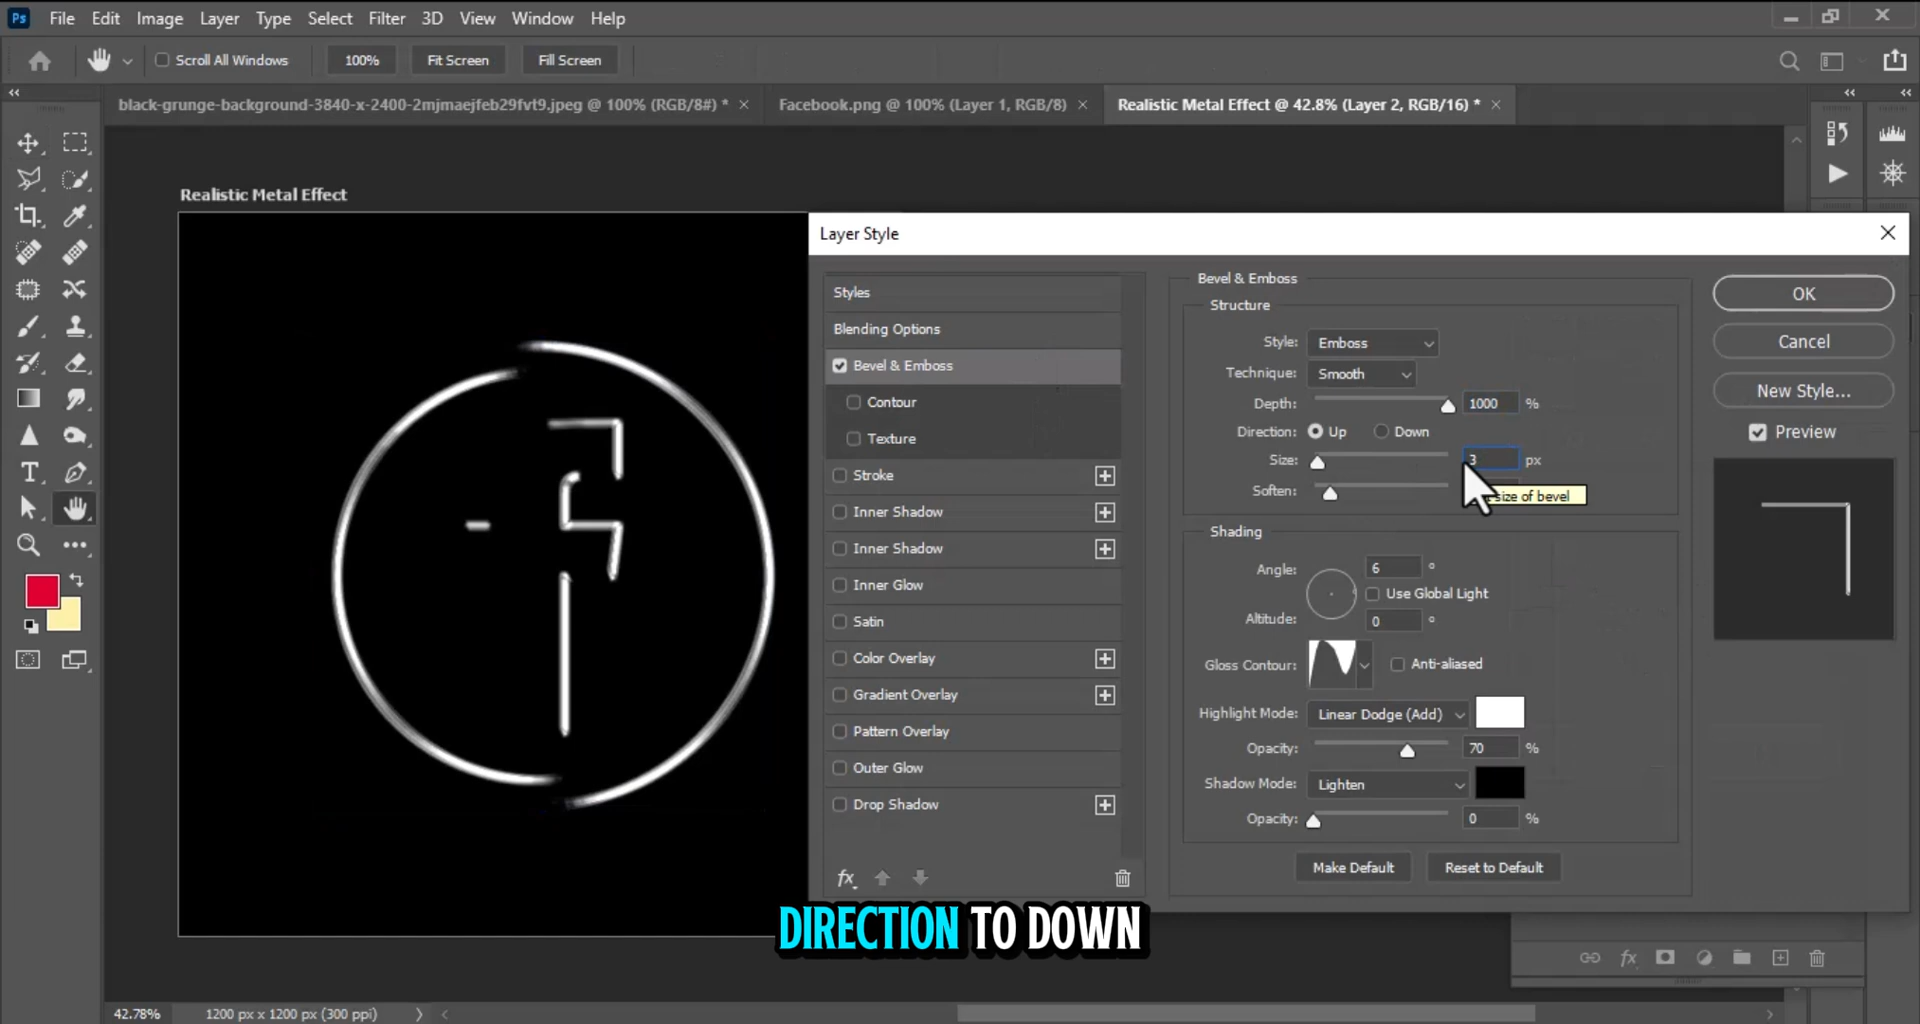 Ps File Edit Image Layer Type Select Filter 3D View Window Help
Scroll All Windows 100% Fit Screen Fill Screen
black-grunge-background-3840-x-2400-2mjmaejfeb29fvt9.jpeg @ 100% (RGB/8#) * Facebook.png @ 100% (Layer 1, RGB/8) Realistic Metal Effect @ 42.8% (Layer 2, RGB/16) *
Realistic Metal Effect
Layer Style
Styles
Blending Options
Bevel & Emboss
Contour
Texture
Stroke
Inner Shadow
Inner Shadow
Inner Glow
Satin
Color Overlay
Gradient Overlay
Pattern Overlay
Outer Glow
Drop Shadow
fx
Bevel & Emboss
Structure
Style: Emboss
Technique: Smooth
Depth: 1000 %
Direction: Up Down
Size: 3 px
Soften:
size of bevel
Shading
Angle: 6 °
Use Global Light
Altitude: 0 °
Gloss Contour: Anti-aliased
Highlight Mode: Linear Dodge (Add)
Opacity: 70 %
Shadow Mode: Lighten
Opacity: 0 %
Make Default Reset to Default
OK
Cancel
New Style...
Preview
DIRECTION TO DOWN
fx
42.78% 1200 px x 1200 px (300 ppi)